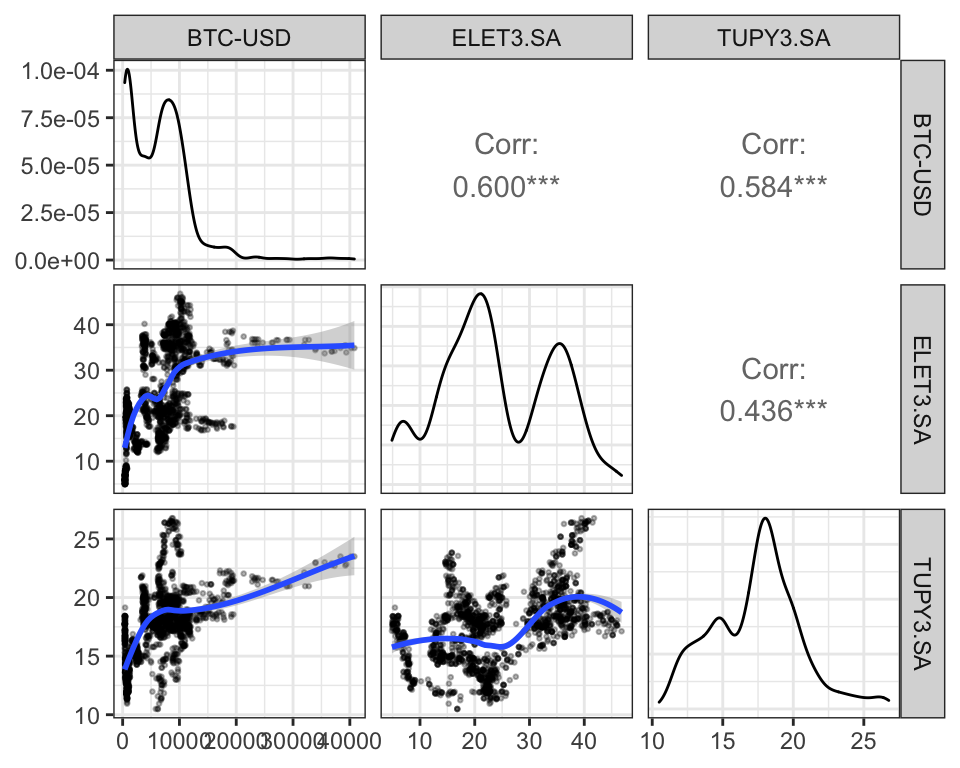 BTC-USD ELET3.SA TUPY3.SA
1.0e-04
7.5e-05
5.0e-05
2.5e-05
0.0e+00
Corr:
0.600***
Corr:
0.584***
BTC-USD
40
30
20
10
Corr:
0.436***
ELET3.SA
25
20
15
10
TUPY3.SA
0 10000 20000 30000 40000 10 20 30 40 10 15 20 25